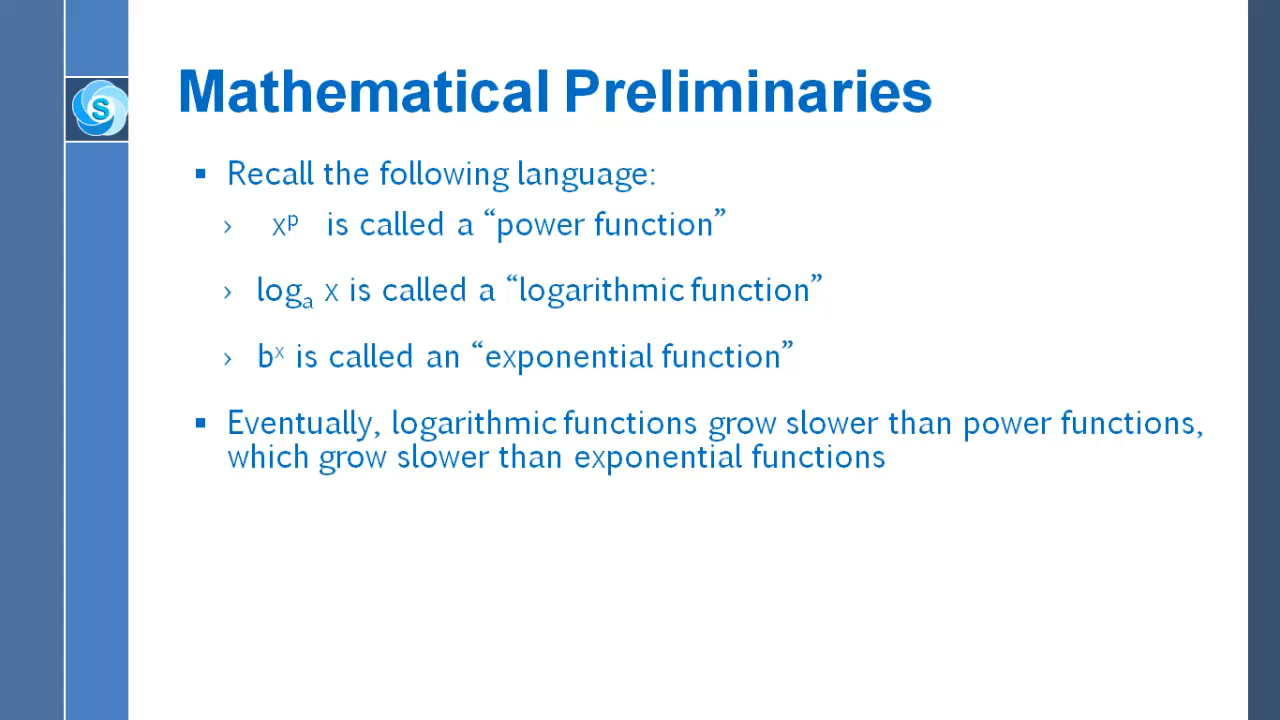 S
Mathematical Preliminaries
▪ Recall the following language:
› xᵖ is called a “power function”
› logₐ x is called a “logarithmic function”
› bˣ is called an “exponential function”
▪ Eventually, logarithmic functions grow slower than power functions,
which grow slower than exponential functions